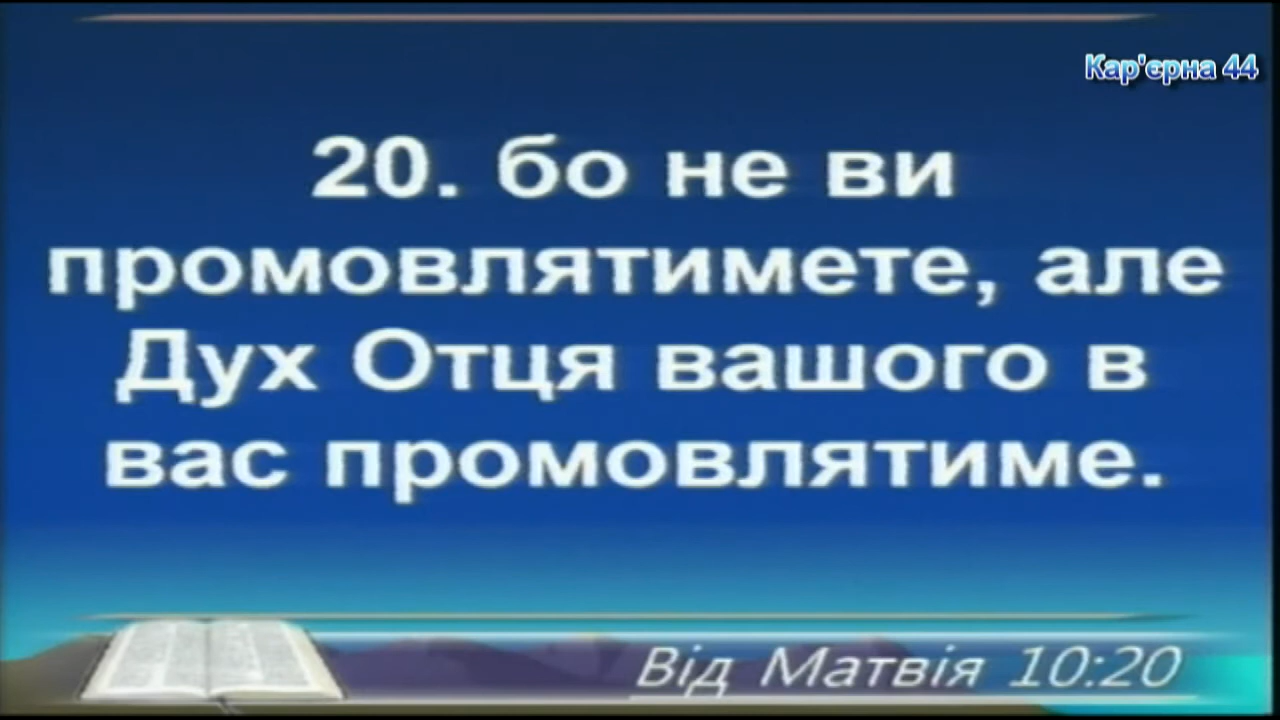 Кар'єрна 44
20. бо не ви
промовлятимете, але
Дух Отця вашого в
вас промовлятиме.
Від Матвія 10:20